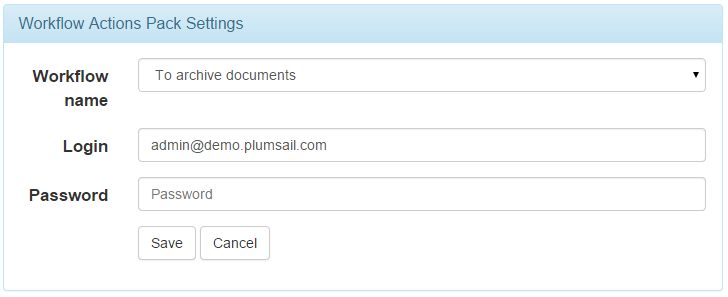 Workflow Actions Pack Settings
Workflow name
To archive documents
Login
admin@demo.plumsail.com
Password
Password
Save Cancel